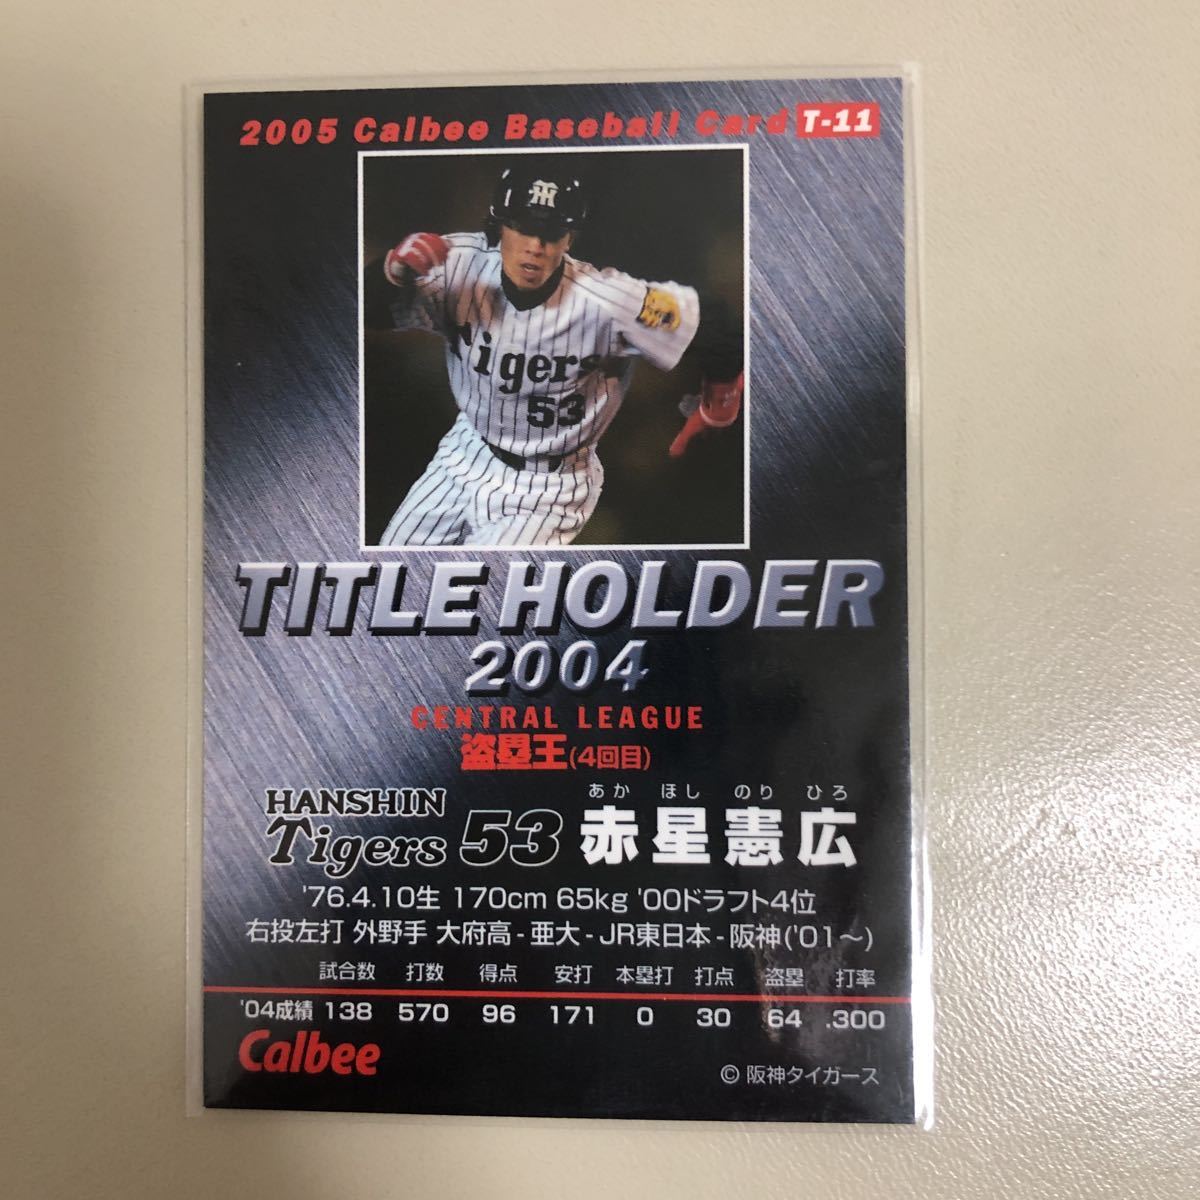 2005 Calbee Baseball Card T-11
TH
Tigers
53
TITLE HOLDER
2004
CENTRAL LEAGUE
盗塁王(4回目)
あか ほし のり ひろ
HANSHIN
Tigers 53 赤星憲広
'76.4.10生 170cm 65kg '00ドラフト4位
右投左打 外野手 大府高-亜大-JR東日本-阪神('01〜)
試合数 打数 得点 安打 本塁打 打点 盗塁 打率
'04成績 138 570 96 171 0 30 64 .300
Calbee
© 阪神タイガース